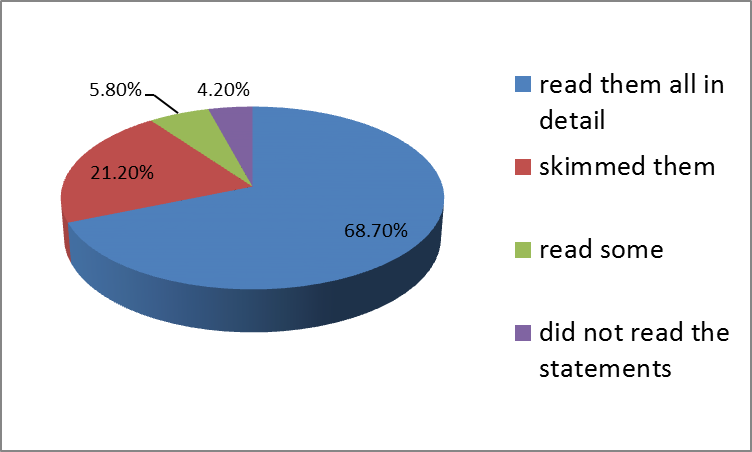 5.80%
4.20%
21.20%
68.70%
read them all in
detail
skimmed them
read some
did not read the
statements